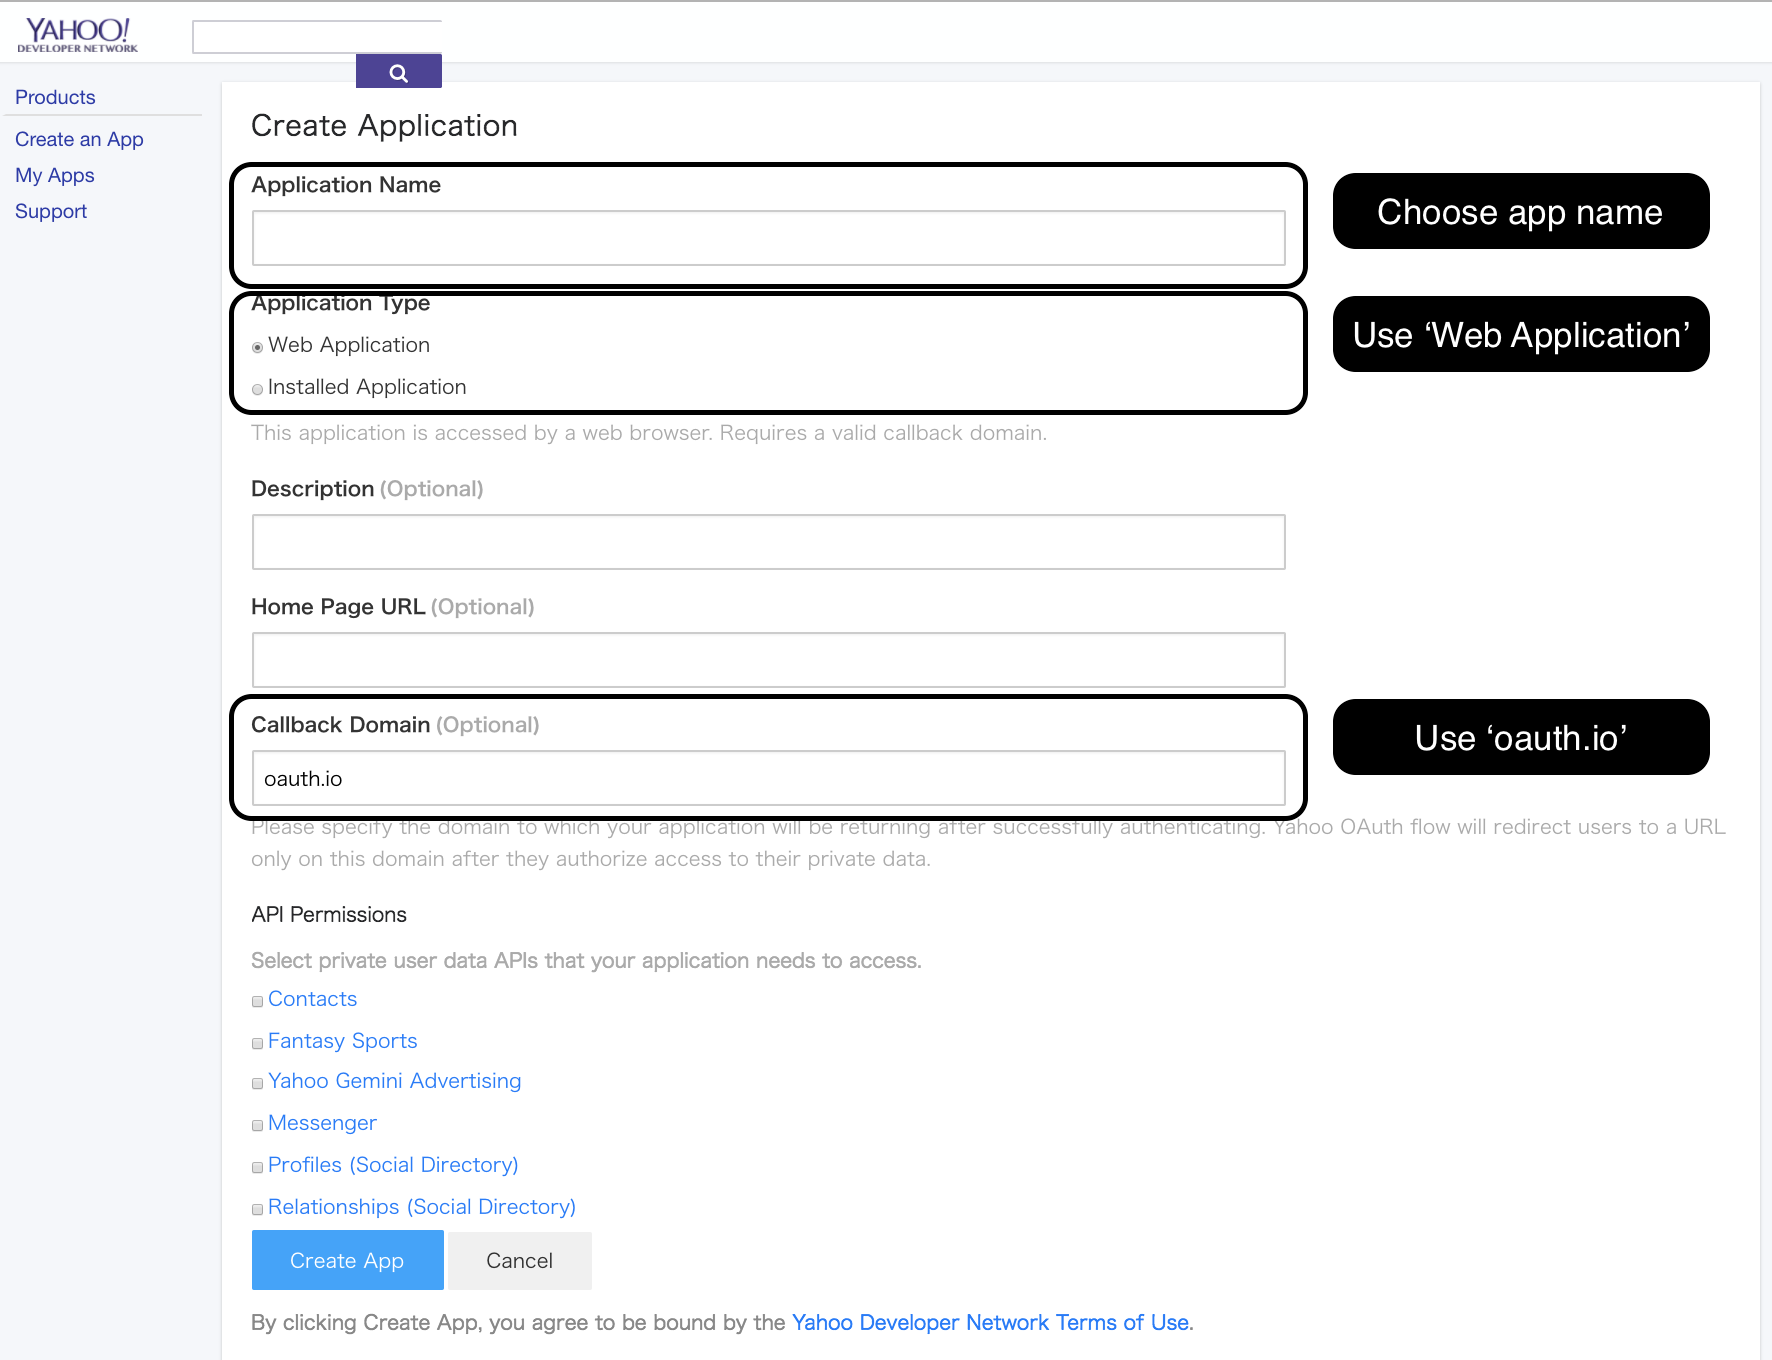 YAHOO!
DEVELOPER NETWORK
Products
Create an App
My Apps
Support
Create Application
Application Name
Choose app name
Application Type
Use ‘Web Application’
Web Application
Installed Application
This application is accessed by a web browser. Requires a valid callback domain.
Description (Optional)
Home Page URL (Optional)
Callback Domain (Optional)
Use ‘oauth.io’
oauth.io
Please specify the domain to which your application will be returning after successfully authenticating. Yahoo OAuth flow will redirect users to a URL
only on this domain after they authorize access to their private data.
API Permissions
Select private user data APIs that your application needs to access.
Contacts
Fantasy Sports
Yahoo Gemini Advertising
Messenger
Profiles (Social Directory)
Relationships (Social Directory)
Create App
Cancel
By clicking Create App, you agree to be bound by the Yahoo Developer Network Terms of Use.